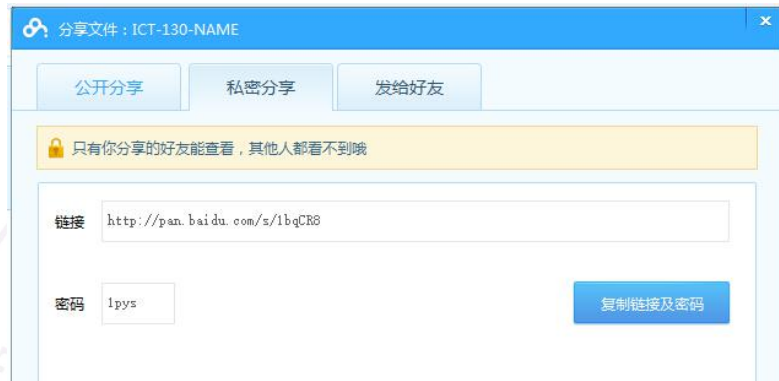 分享文件：ICT-130-NAME
公开分享 私密分享 发给好友
只有你分享的好友能查看，其他人都看不到哦
链接 http://pan.baidu.com/s/1bqCR8
密码 1pys 复制链接及密码